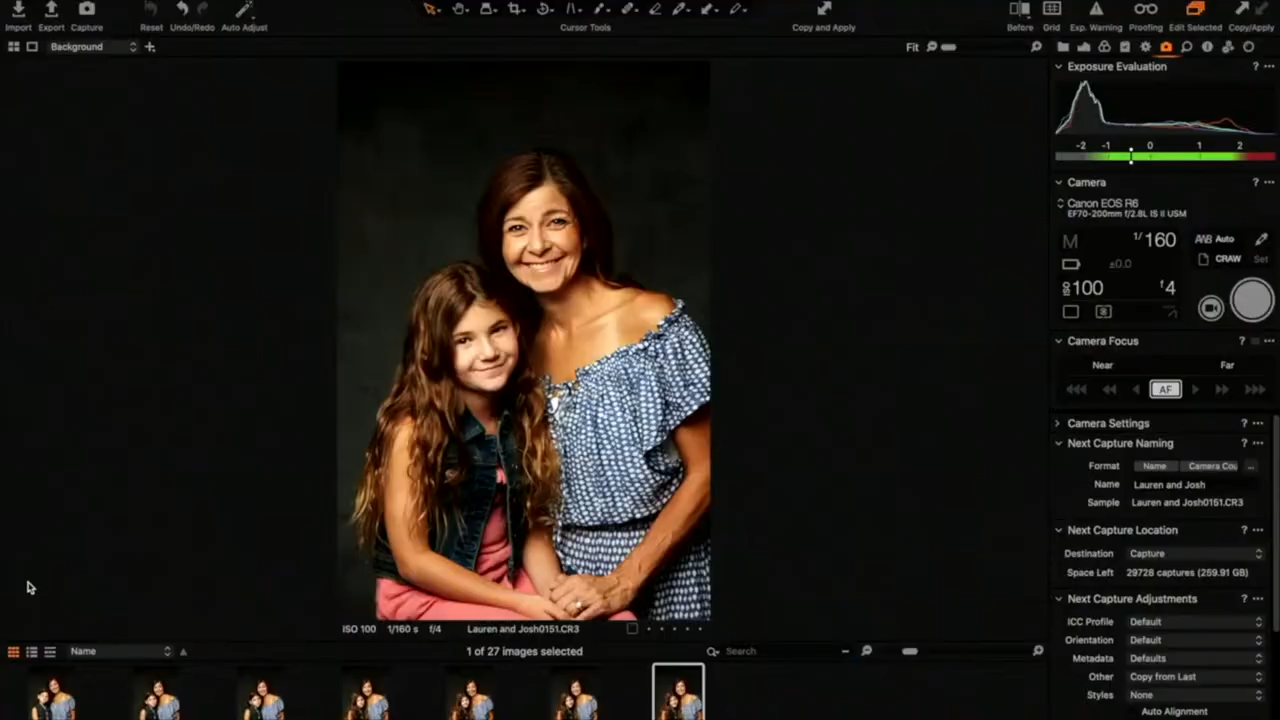 Import Export Capture Reset Undo/Redo Auto Adjust Cursor Tools Copy and Apply Before Grid Exp. Warning Proofing Edit Selected Copy/Apply
Background Fit
Exposure Evaluation ? ...
-2 -1 0 1 2
Camera ? ...
Canon EOS R6
EF70-200mm f/2.8L IS II USM
M 1/160 AWB Auto
±0.0 CRAW Set
ISO 100 f4
Camera Focus ? ...
Near Far
AF
Camera Settings ? ...
Next Capture Naming ? ...
Format Name Camera Cou ...
Name Lauren and Josh
Sample Lauren and Josh0151.CR3
Next Capture Location ? ...
Destination Capture
Space Left 29728 captures (259.91 GB)
Next Capture Adjustments ? ...
ICC Profile Default
Orientation Default
Metadata Defaults
Other Copy from Last
Styles None
Auto Alignment
ISO 100 1/160 s f/4 Lauren and Josh0151.CR3
Name 1 of 27 images selected Search